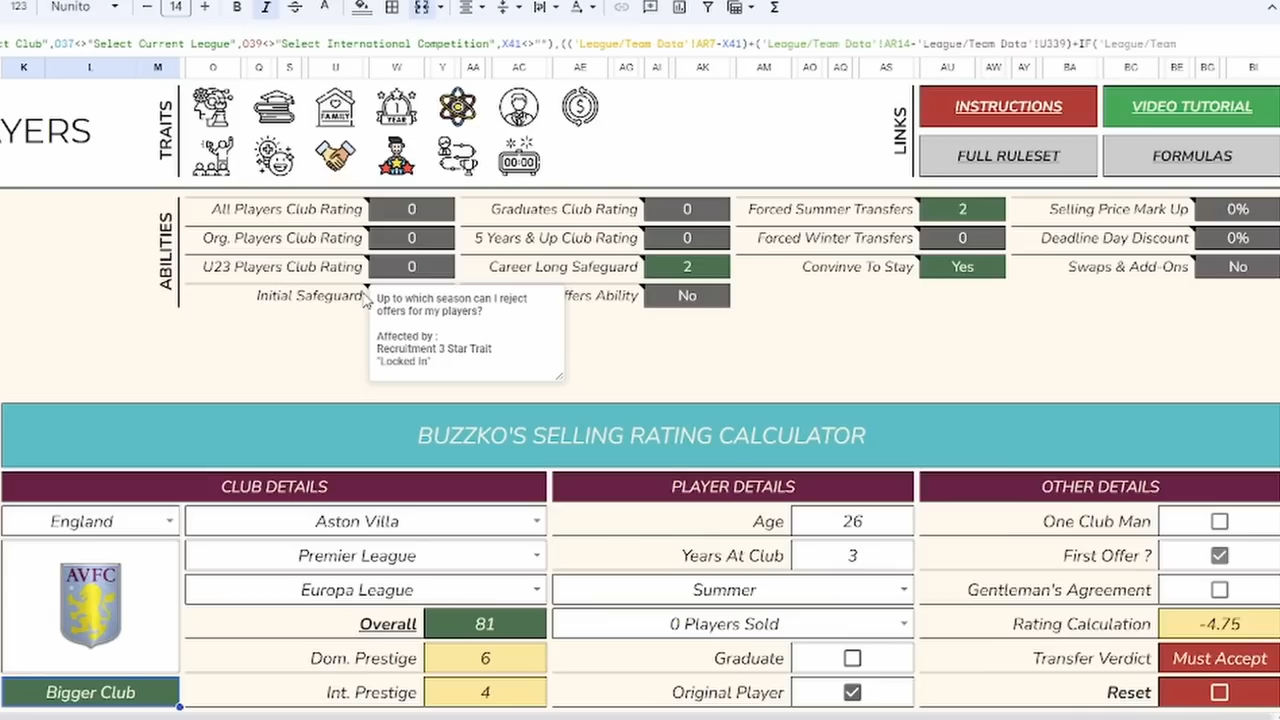 123 Nunito 14 B I A
ct Club",O37<>"Select Current League",O39<>"Select International Competition",X41<>""),(('League/Team Data'!AR7-X41)+('League/Team Data'!AR14-'League/Team Data'!U339)+IF('League/Team
K L M O Q S U W Y AA AC AE AG AI AK AM AO AQ AS AU AW AY BA BC BE BG BI
AYERS
TRAITS
FAMILY
1
YEAR
$
00:00
LINKS
INSTRUCTIONS
VIDEO TUTORIAL
FULL RULESET
FORMULAS
ABILITIES
All Players Club Rating 0 Graduates Club Rating 0 Forced Summer Transfers 2 Selling Price Mark Up 0%
Org. Players Club Rating 0 5 Years & Up Club Rating 0 Forced Winter Transfers 0 Deadline Day Discount 0%
U23 Players Club Rating 0 Career Long Safeguard 2 Convinve To Stay Yes Swaps & Add-Ons No
Initial Safeguard ffers Ability No
Up to which season can I reject
offers for my players?
Affected by :
Recruitment 3 Star Trait
"Locked In"
BUZZKO'S SELLING RATING CALCULATOR
CLUB DETAILS PLAYER DETAILS OTHER DETAILS
England Aston Villa Age 26 One Club Man
Premier League Years At Club 3 First Offer ?
AVFC
Europa League Summer Gentleman's Agreement
Overall 81 0 Players Sold Rating Calculation -4.75
Dom. Prestige 6 Graduate Transfer Verdict Must Accept
Bigger Club Int. Prestige 4 Original Player Reset